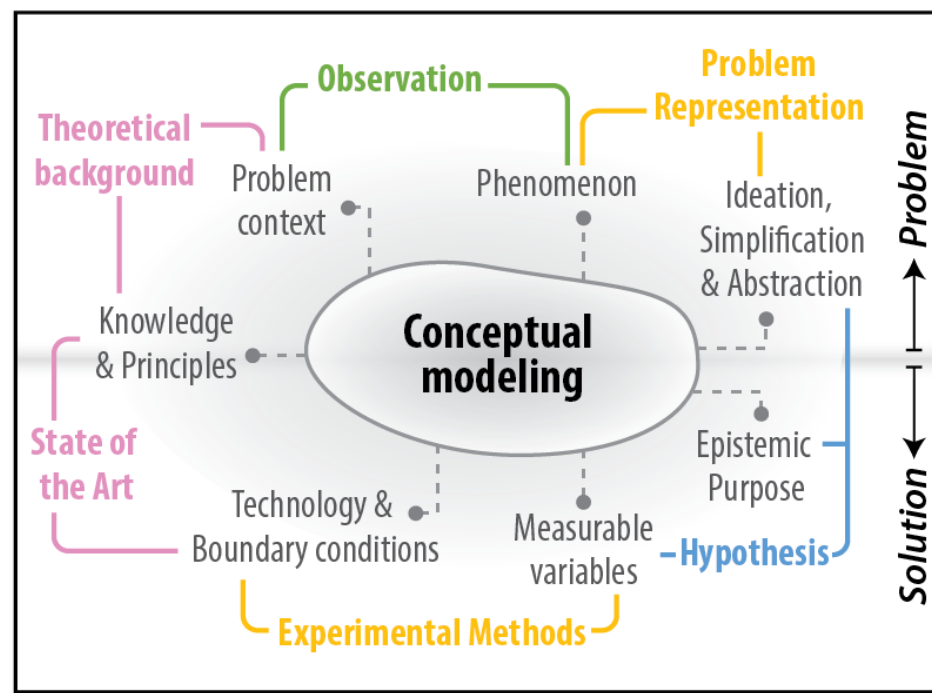 Observation
Problem
Representation
Theoretical
background
Problem
context
Phenomenon
Ideation,
Simplification
& Abstraction
Problem
Knowledge
& Principles
Conceptual
modeling
State of
the Art
Epistemic
Purpose
Technology &
Boundary conditions
Measurable
variables
Hypothesis
Solution
Experimental Methods